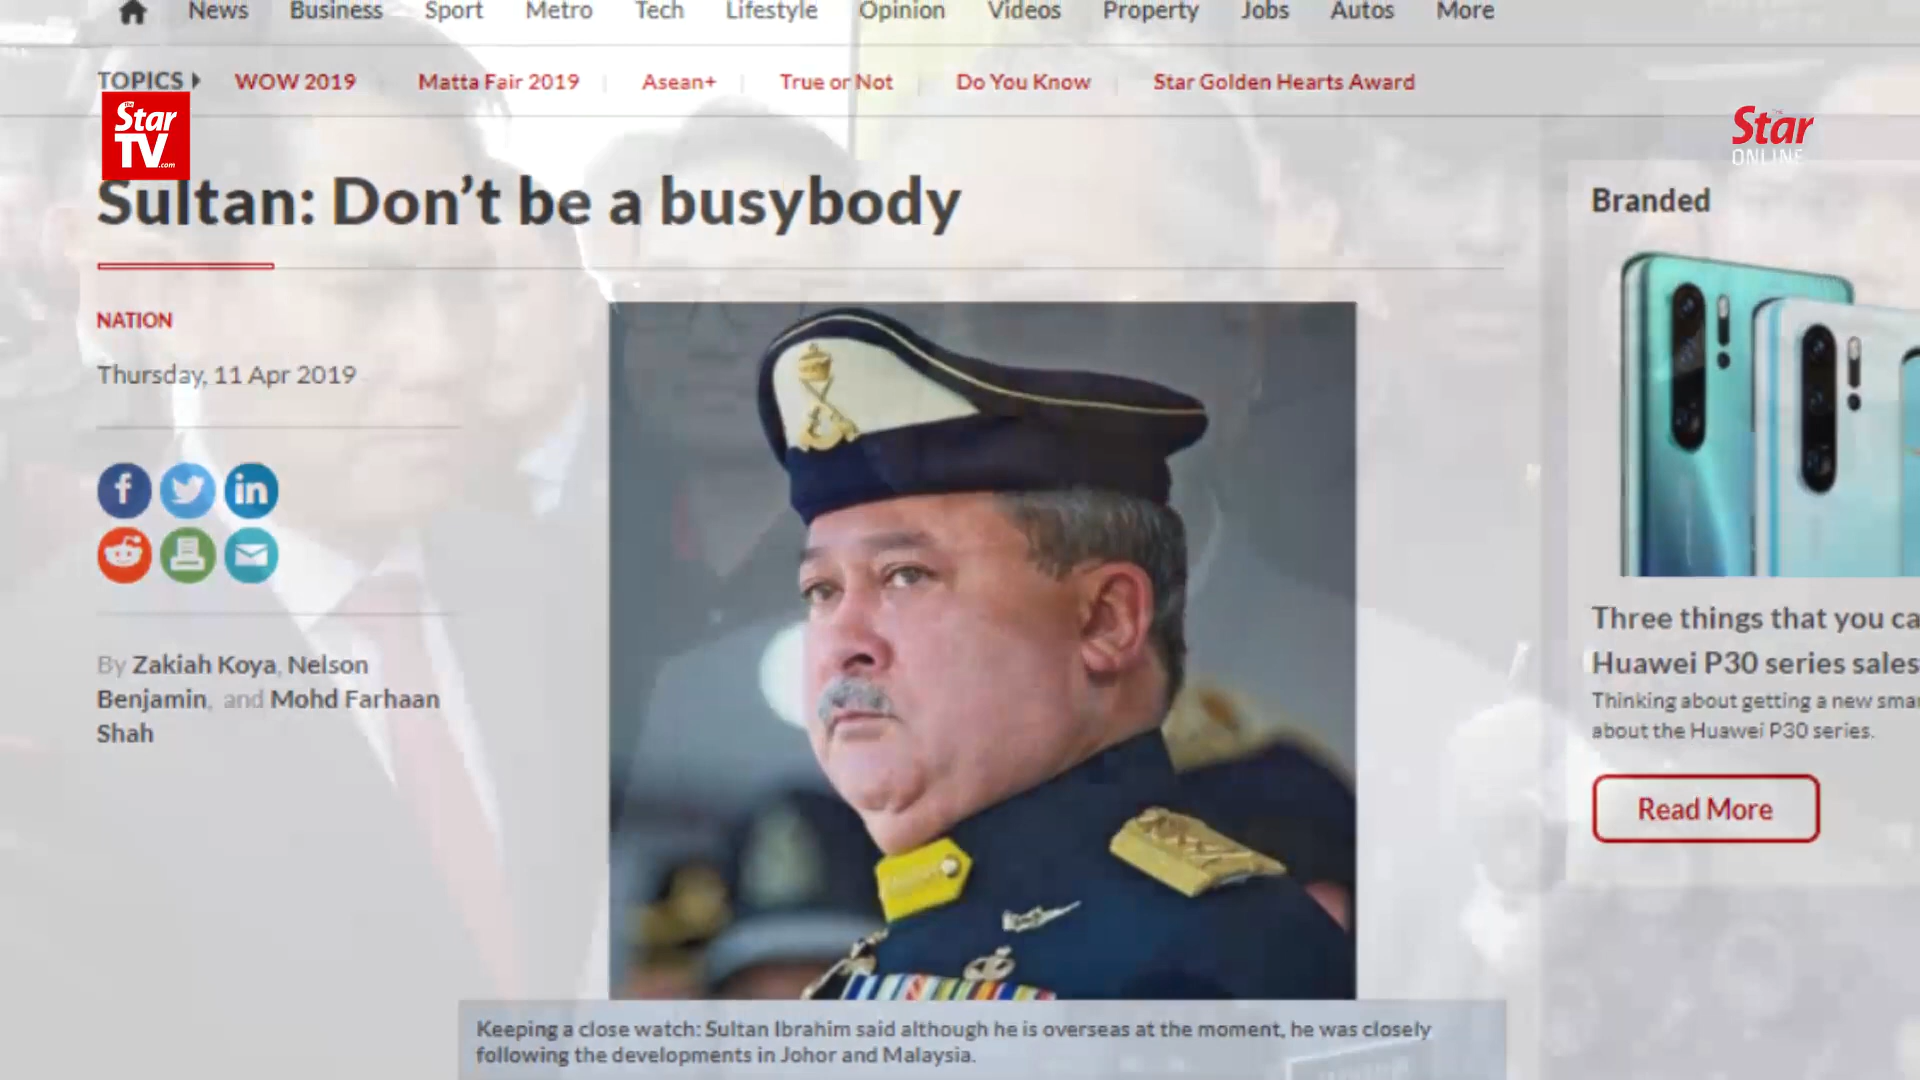 News Business Sport Metro Tech Lifestyle Opinion Videos Property Jobs Autos More
TOPICS WOW 2019 Matta Fair 2019 Asean+ True or Not Do You Know Star Golden Hearts Award
The Star TV .com
The Star ONLINE
Sultan: Don't be a busybody
NATION
Thursday, 11 Apr 2019
By Zakiah Koya, Nelson
Benjamin, and Mohd Farhaan
Shah
Keeping a close watch: Sultan Ibrahim said although he is overseas at the moment, he was closely
following the developments in Johor and Malaysia.
Branded
Three things that you ca
Huawei P30 series sales
Thinking about getting a new smar
about the Huawei P30 series.
Read More